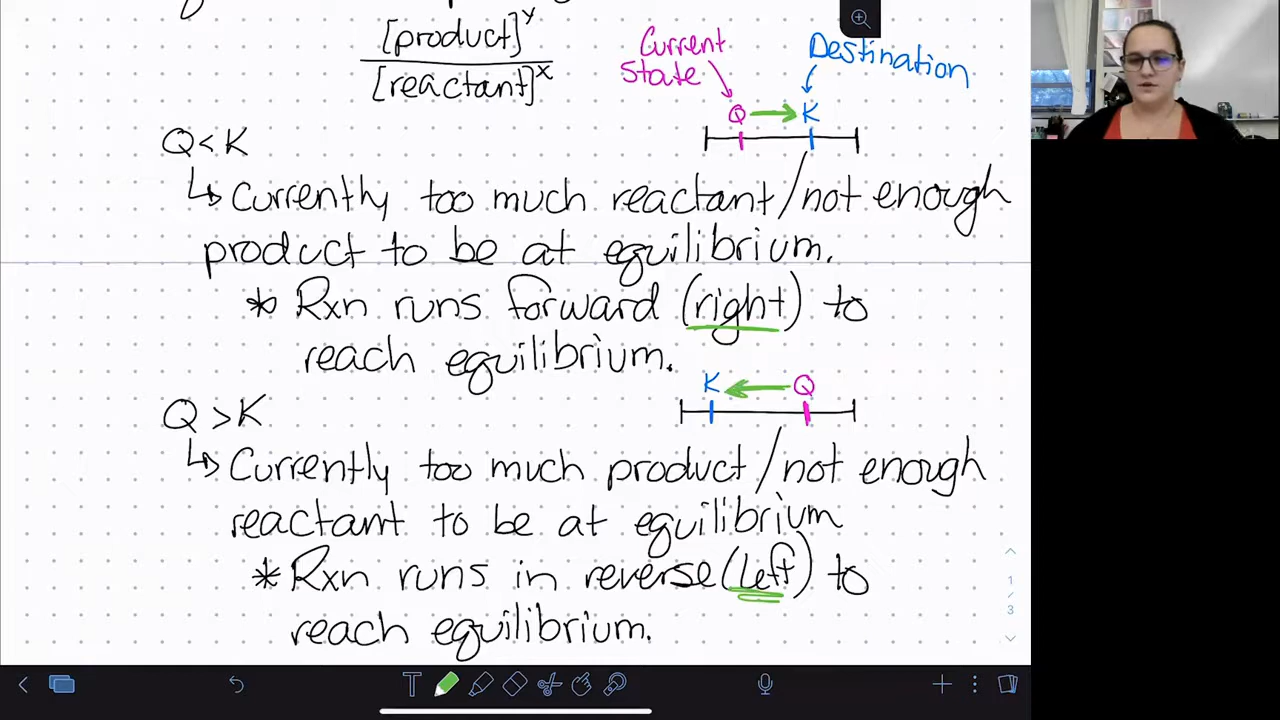 [product]^y
[reactant]^x
Current
State
Destination
Q → K
Q < K
↳ Currently too much reactant/not enough
product to be at equilibrium.
* Rxn runs forward (right) to
reach equilibrium.
K ← Q
Q > K
↳ Currently too much product/not enough
reactant to be at equilibrium
* Rxn runs in reverse (left) to
reach equilibrium.
1
/
3
T